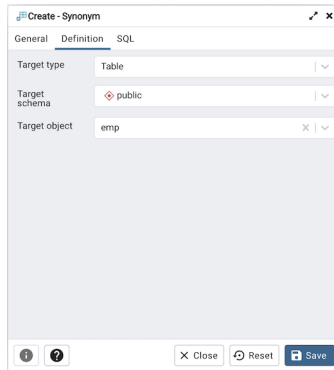 Create - Synonym
General Definition SQL
Target type Table
Target schema public
Target object emp
Close Reset Save